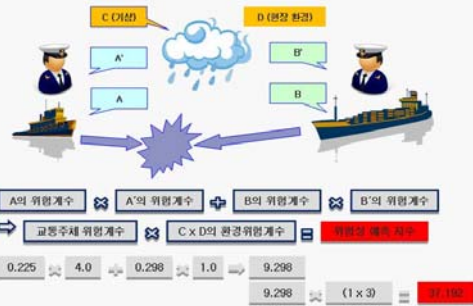 C (기상) D (현장 환경)
A' B'
A B
A의 위험계수 × A'의 위험계수 + B의 위험계수 × B'의 위험계수
⇒ 교통주체 위험계수 × C x D의 환경위험계수 = 위험성 예측 지수
0.225 × 4.0 + 0.298 × 1.0 ⇒ 9.298
9.298 × (1 x 3) = 37.192